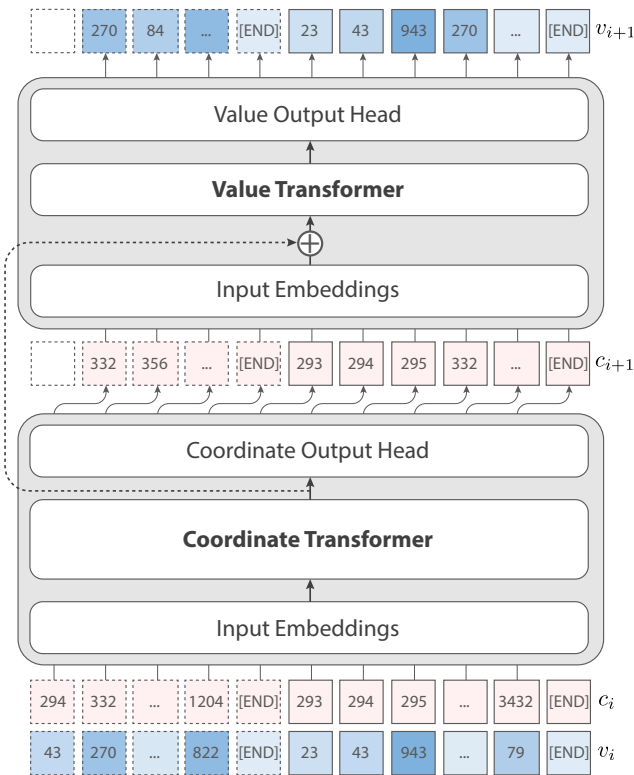 270 84 ... [END] 23 43 943 270 ... [END] v_{i+1}
Value Output Head
Value Transformer
Input Embeddings
332 356 ... [END] 293 294 295 332 ... [END] c_{i+1}
Coordinate Output Head
Coordinate Transformer
Input Embeddings
294 332 ... 1204 [END] 293 294 295 ... 3432 [END] c_i
43 270 ... 822 [END] 23 43 943 ... 79 [END] v_i